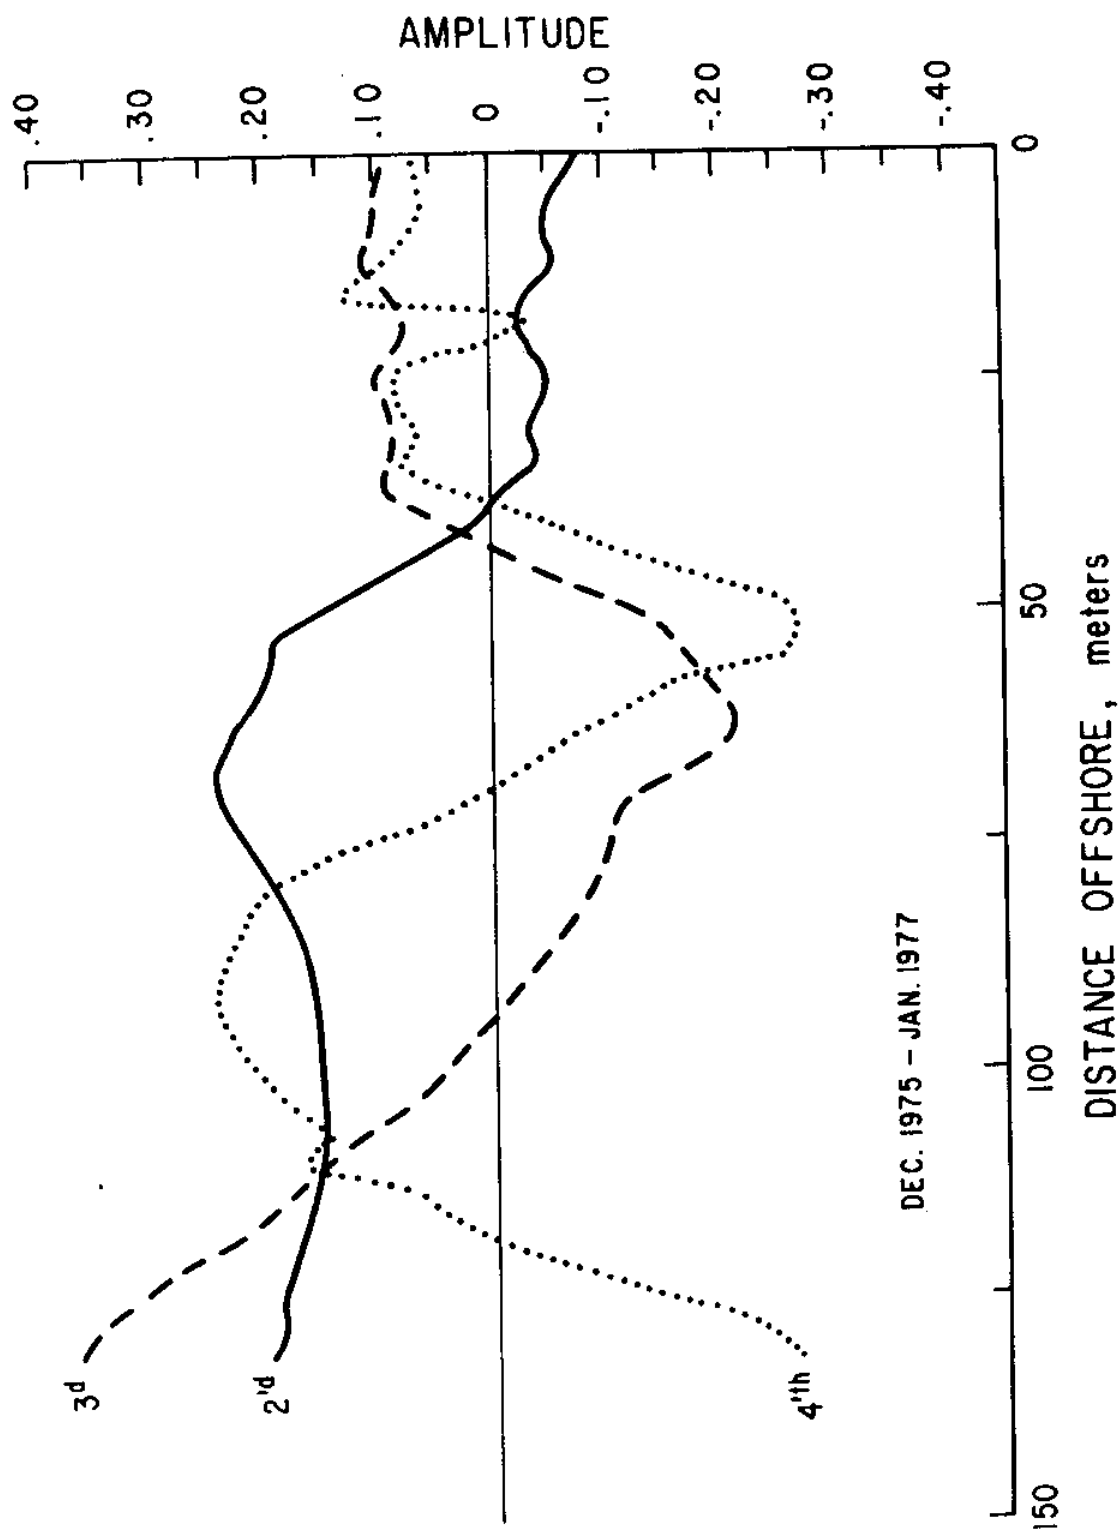 AMPLITUDE
.40
.30
.20
.10
0
-.10
-.20
-.30
-.40
0
50
100
150
DISTANCE OFFSHORE, meters
DEC. 1975 - JAN. 1977
3d
2'd
4'th